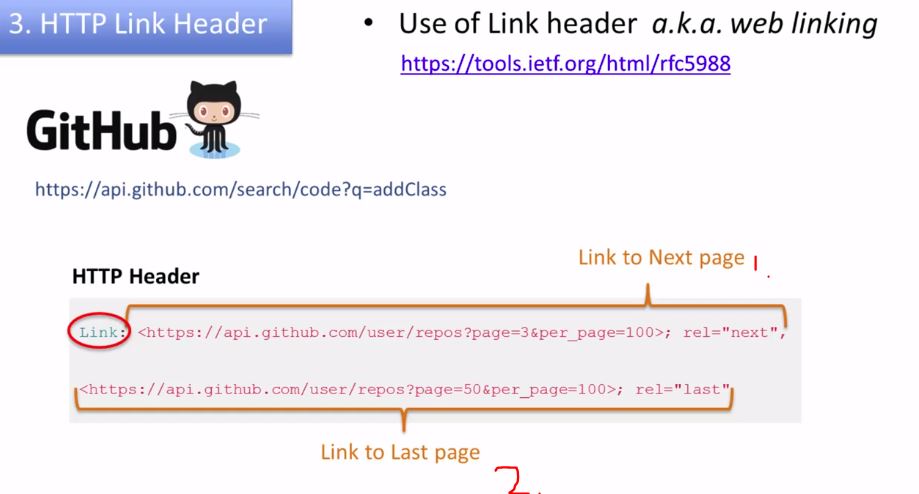 3. HTTP Link Header
• Use of Link header a.k.a. web linking
https://tools.ietf.org/html/rfc5988
GitHub
https://api.github.com/search/code?q=addClass
Link to Next page 1.
HTTP Header
Link: <https://api.github.com/user/repos?page=3&per_page=100>; rel="next",
<https://api.github.com/user/repos?page=50&per_page=100>; rel="last"
Link to Last page
2.